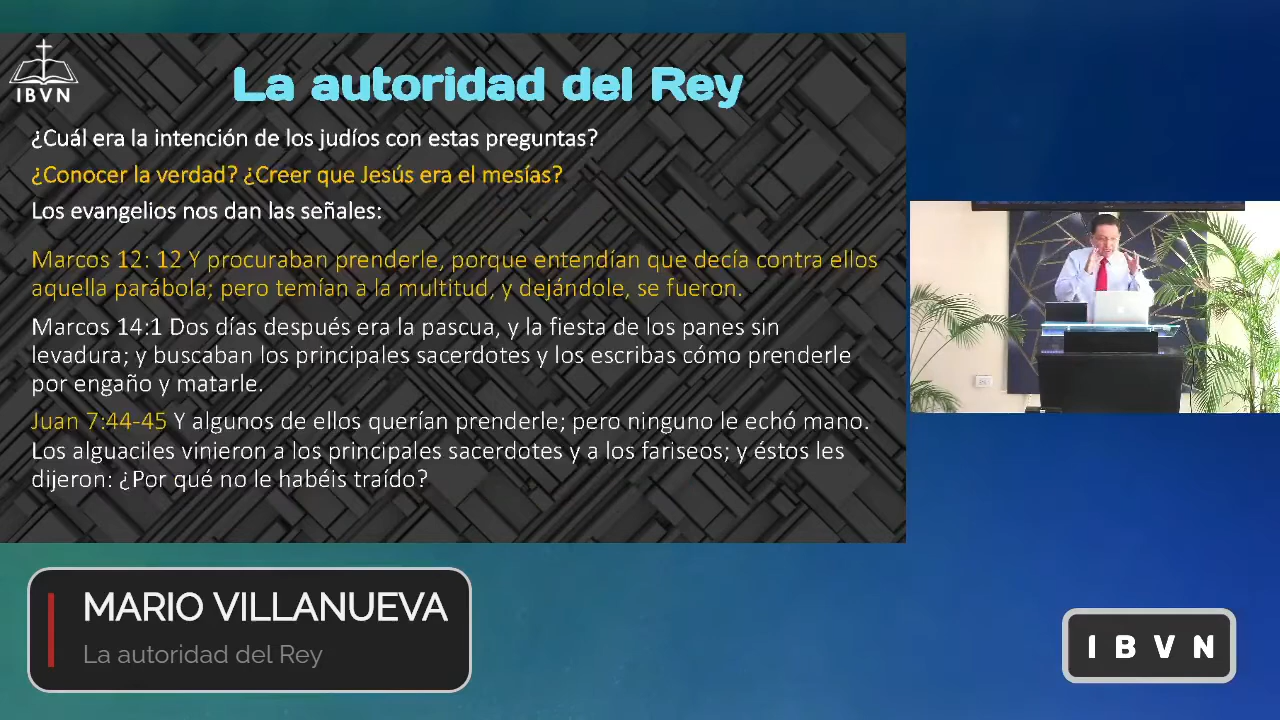 IBVN
La autoridad del Rey
¿Cuál era la intención de los judíos con estas preguntas?
¿Conocer la verdad? ¿Creer que Jesús era el mesías?
Los evangelios nos dan las señales:
Marcos 12: 12 Y procuraban prenderle, porque entendían que decía contra ellos
aquella parábola; pero temían a la multitud, y dejándole, se fueron.
Marcos 14:1 Dos días después era la pascua, y la fiesta de los panes sin
levadura; y buscaban los principales sacerdotes y los escribas cómo prenderle
por engaño y matarle.
Juan 7:44-45 Y algunos de ellos querían prenderle; pero ninguno le echó mano.
Los alguaciles vinieron a los principales sacerdotes y a los fariseos; y éstos les
dijeron: ¿Por qué no le habéis traído?
MARIO VILLANUEVA
La autoridad del Rey
IBVN